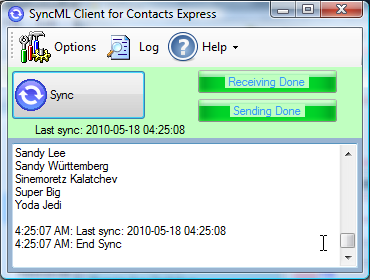 SyncML Client for Contacts Express
Options Log Help
Sync
Receiving Done
Sending Done
Last sync: 2010-05-18 04:25:08
Sandy Lee
Sandy Württemberg
Sinemoretz Kalatchev
Super Big
Yoda Jedi
4:25:07 AM: Last sync: 2010-05-18 04:25:08
4:25:07 AM: End Sync